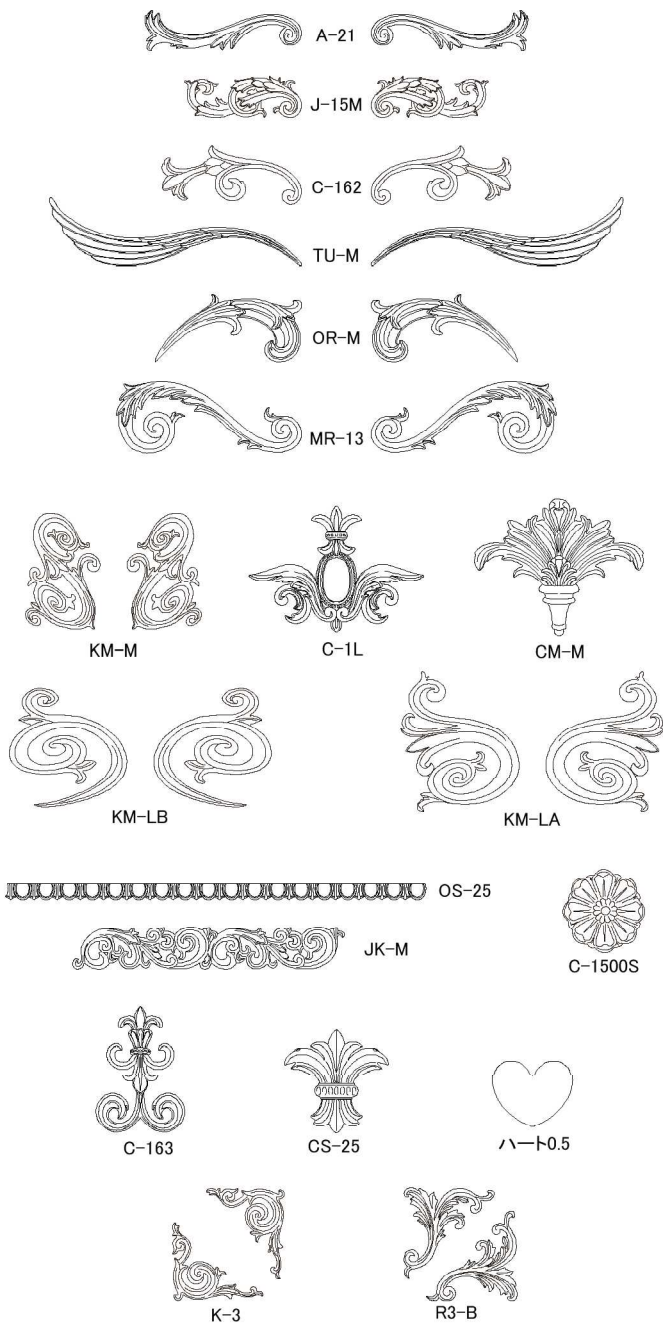 A-21
J-15M
C-162
TU-M
OR-M
MR-13
KM-M
C-1L
CM-M
KM-LB
KM-LA
OS-25
JK-M
C-1500S
C-163
CS-25
ハート0.5
K-3
R3-B